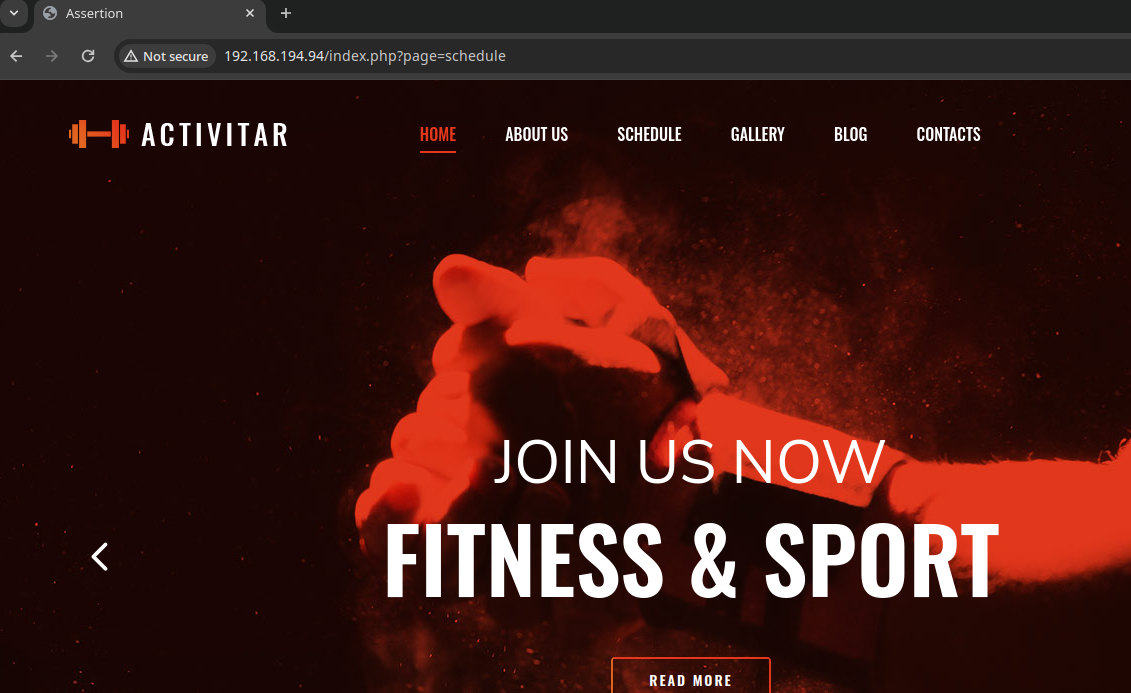 Assertion
Not secure 192.168.194.94/index.php?page=schedule
ACTIVITAR HOME ABOUT US SCHEDULE GALLERY BLOG CONTACTS
JOIN US NOW
FITNESS & SPORT
READ MORE